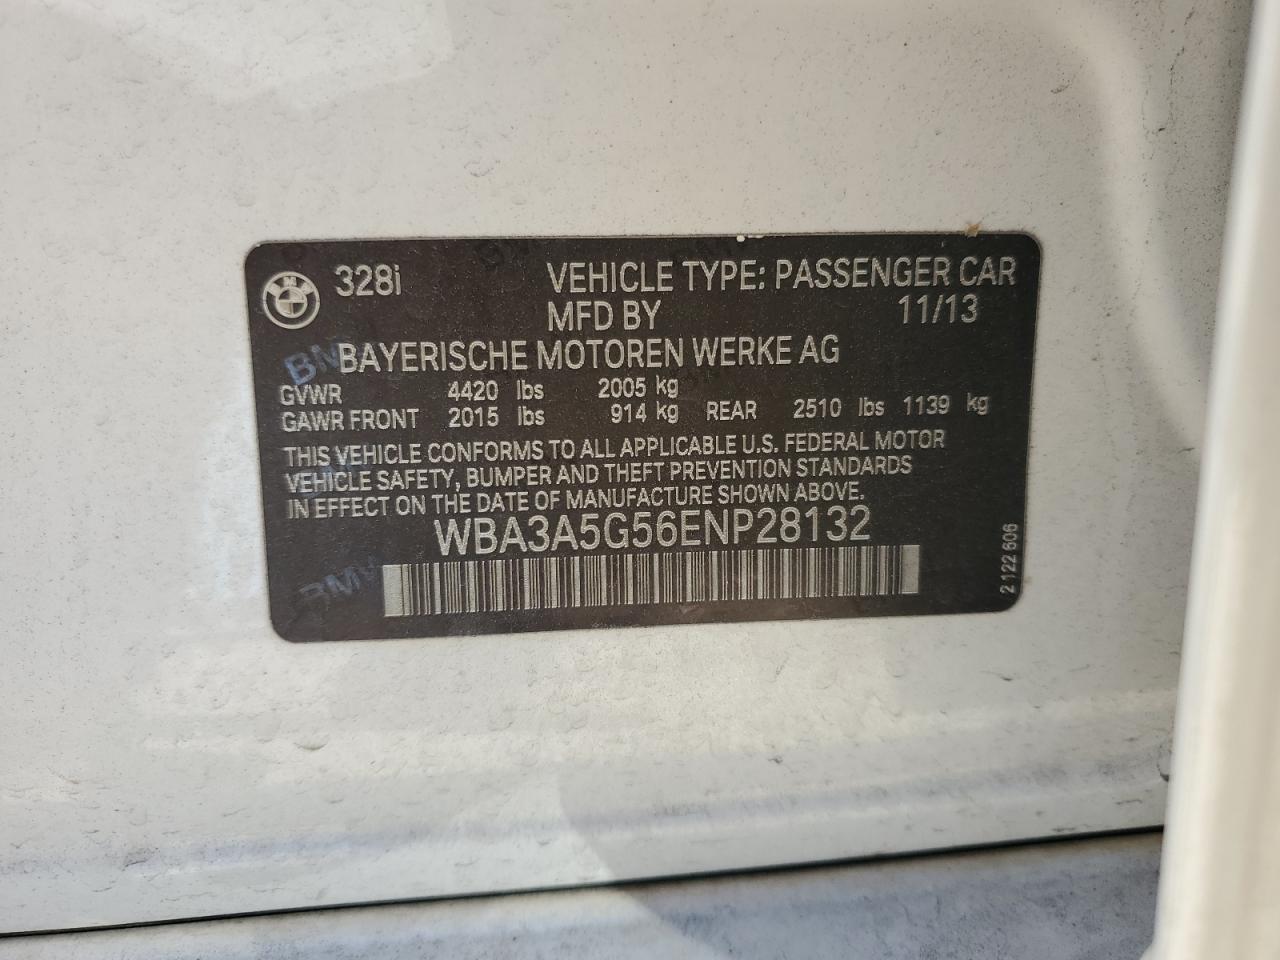 BMW 328i VEHICLE TYPE: PASSENGER CAR
MFD BY 11/13
BAYERISCHE MOTOREN WERKE AG
GVWR 4420 lbs 2005 kg
GAWR FRONT 2015 lbs 914 kg REAR 2510 lbs 1139 kg
THIS VEHICLE CONFORMS TO ALL APPLICABLE U.S. FEDERAL MOTOR
VEHICLE SAFETY, BUMPER AND THEFT PREVENTION STANDARDS
IN EFFECT ON THE DATE OF MANUFACTURE SHOWN ABOVE.
WBA3A5G56ENP28132
2 122 606